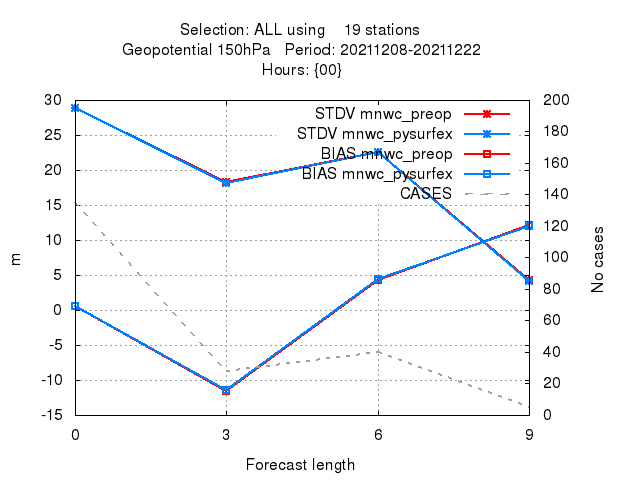 Selection: ALL using 19 stations
Geopotential 150hPa Period: 20211208-20211222
Hours: {00}
30 200
25 180
20 160
15 140
10 120
5 100
0 80
-5 60
-10 40
-15 20
0
STDV mnwc_preop
STDV mnwc_pysurfex
BIAS mnwc_preop
BIAS mnwc_pysurfex
CASES
m
No cases
0 3 6 9
Forecast length